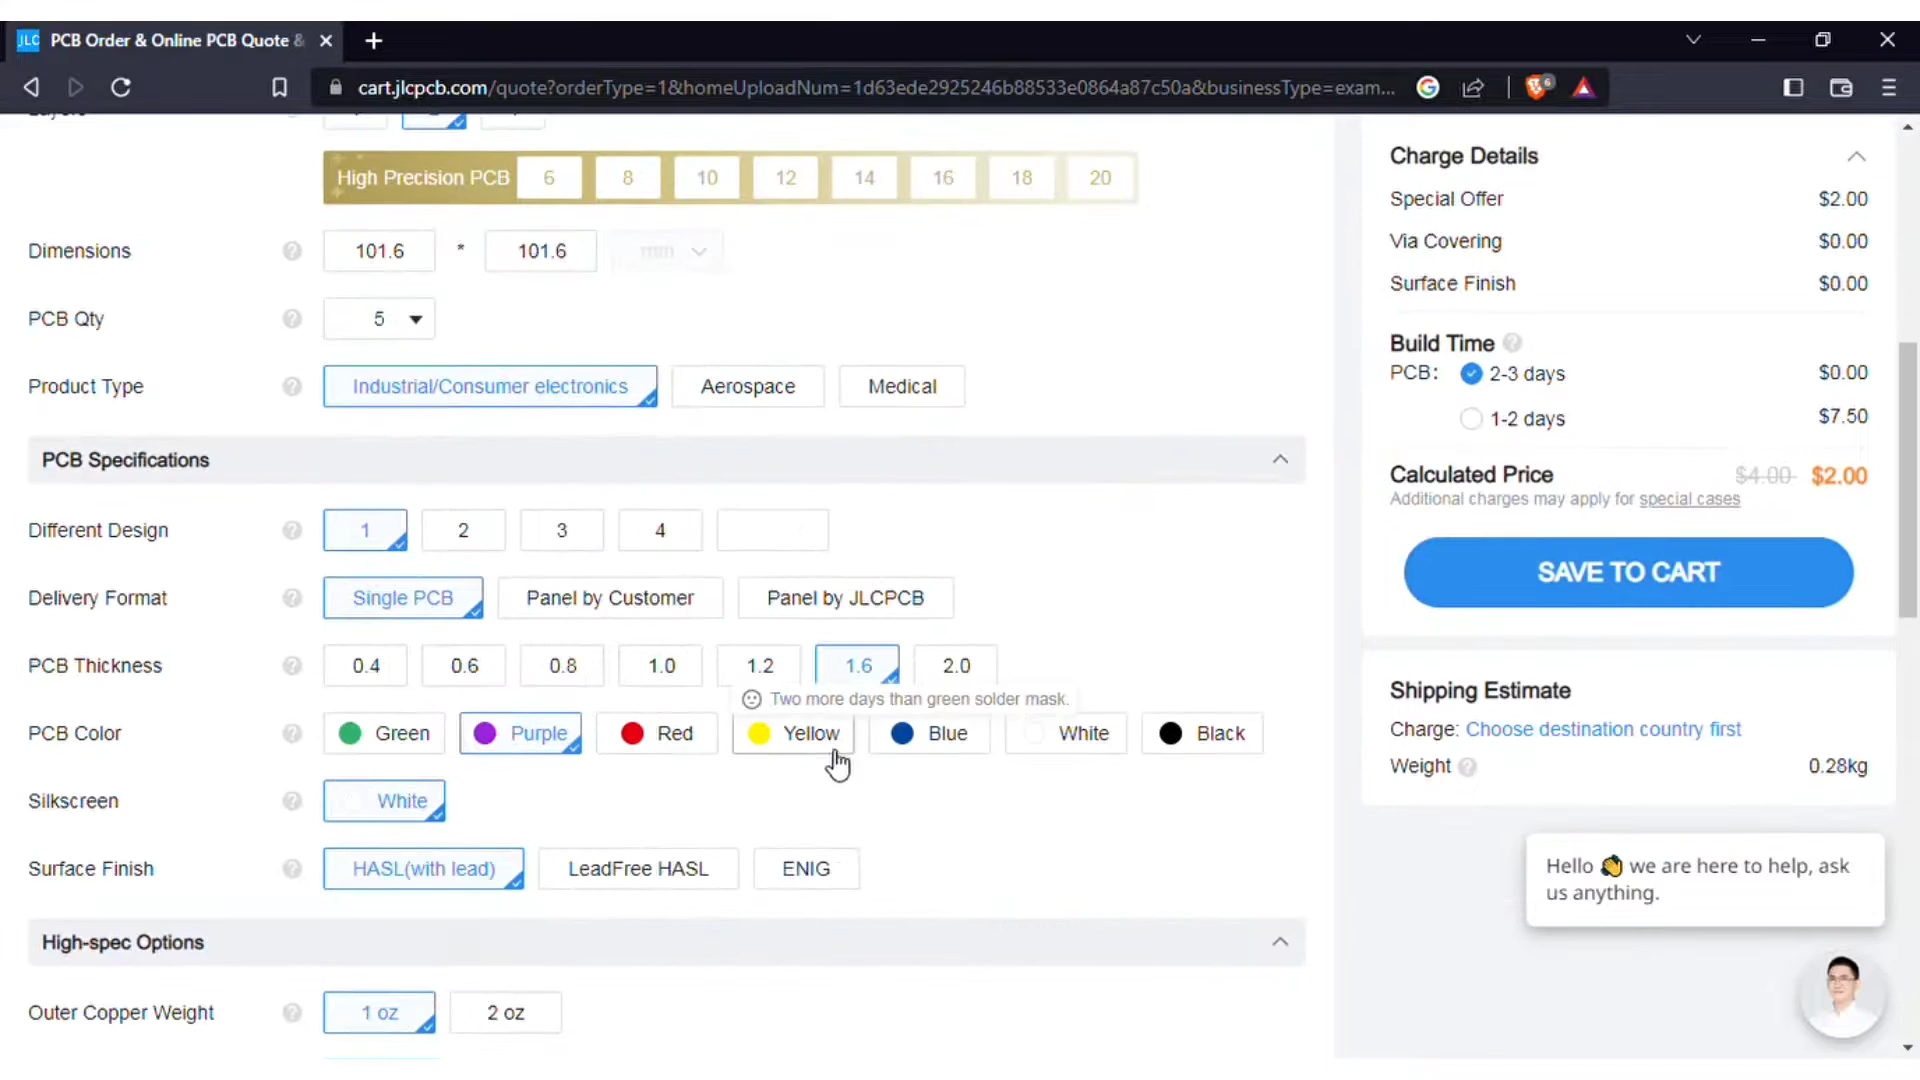 JLC PCB Order & Online PCB Quote &
cart.jlcpcb.com/quote?orderType=1&homeUploadNum=1d63ede2925246b88533e0864a87c50a&businessType=exam...
6
High Precision PCB 6 8 10 12 14 16 18 20
Dimensions 101.6 * 101.6 mm
PCB Qty 5
Product Type Industrial/Consumer electronics Aerospace Medical
PCB Specifications
Different Design 1 2 3 4
Delivery Format Single PCB Panel by Customer Panel by JLCPCB
PCB Thickness 0.4 0.6 0.8 1.0 1.2 1.6 2.0
Two more days than green solder mask.
PCB Color Green Purple Red Yellow Blue White Black
Silkscreen White
Surface Finish HASL(with lead) LeadFree HASL ENIG
High-spec Options
Outer Copper Weight 1 oz 2 oz
Charge Details
Special Offer $2.00
Via Covering $0.00
Surface Finish $0.00
Build Time
PCB: 2-3 days $0.00
1-2 days $7.50
Calculated Price $4.00 $2.00
Additional charges may apply for special cases
SAVE TO CART
Shipping Estimate
Charge: Choose destination country first
Weight 0.28kg
Hello we are here to help, ask
us anything.